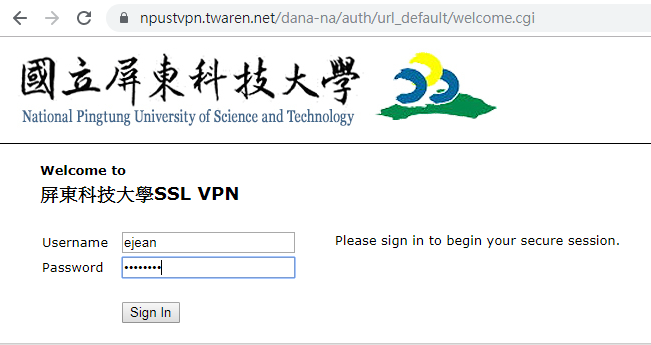 npustvpn.twaren.net/dana-na/auth/url_default/welcome.cgi
國立屏東科技大學
National Pingtung University of Science and Technology
Welcome to
屏東科技大學SSL VPN
Username ejean
Please sign in to begin your secure session.
Password ••••••••
Sign In